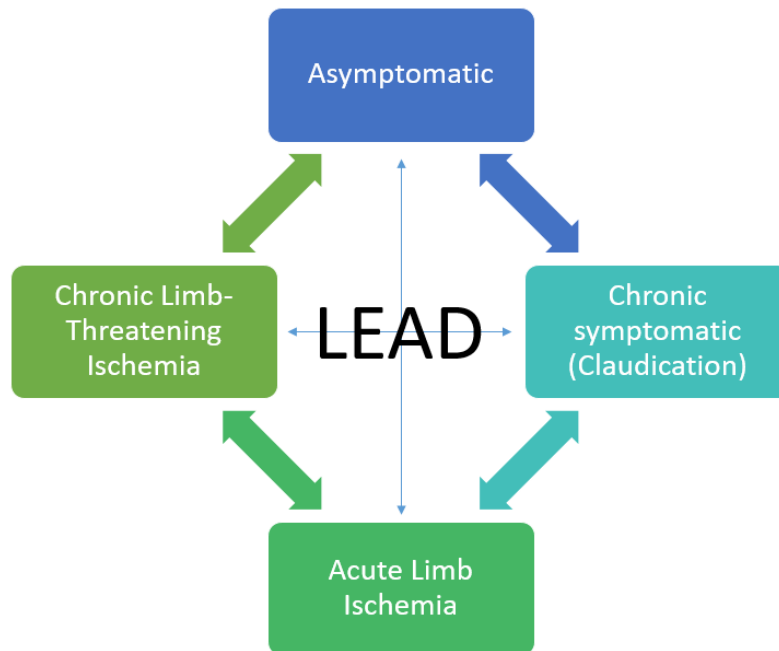 Asymptomatic
Chronic Limb-
Threatening
Ischemia
LEAD
Chronic
symptomatic
(Claudication)
Acute Limb
Ischemia